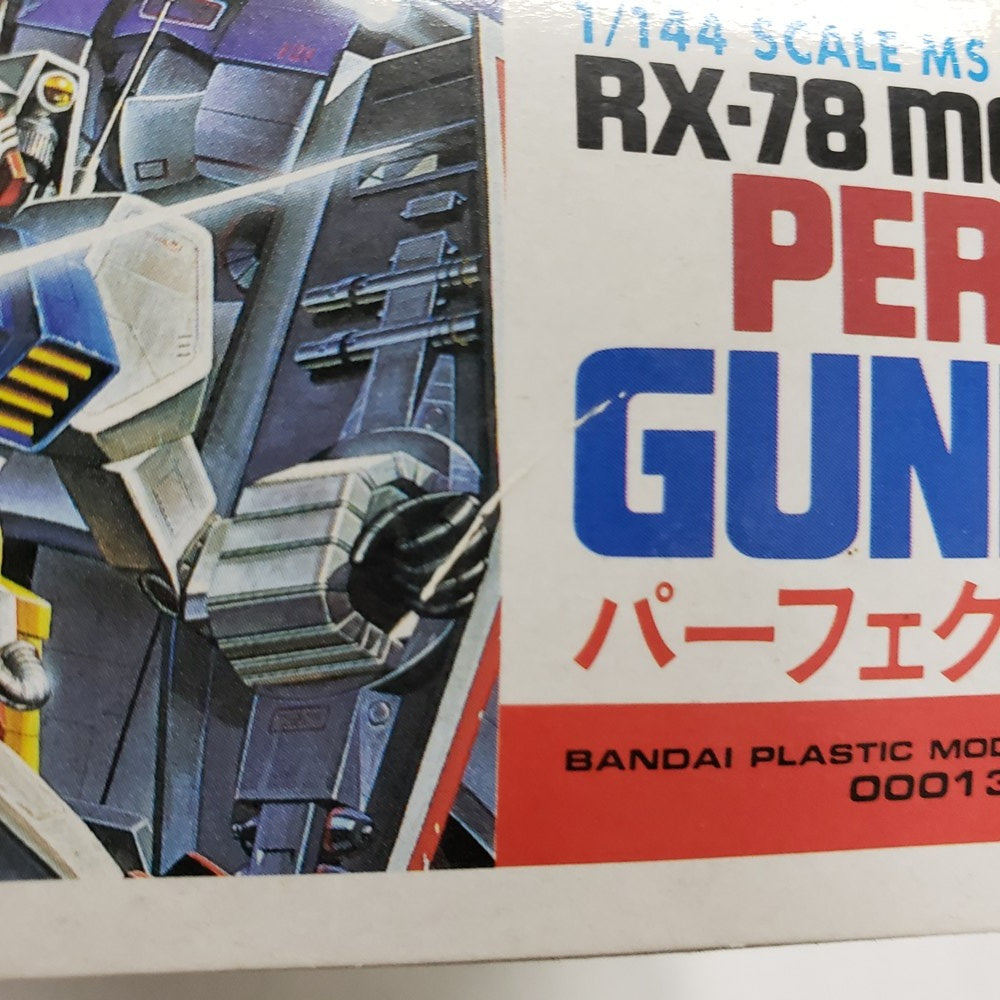 1/144 SCALE MS
RX-78 MO
PER
GUN
パーフェク
BANDAI PLASTIC MOD
00013